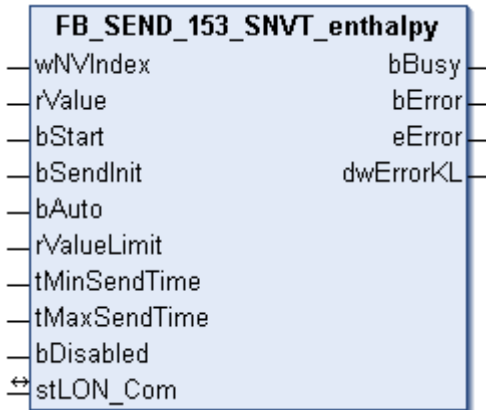 FB_SEND_153_SNVT_enthalpy
wNVIndex bBusy
rValue bError
bStart eError
bSendInit dwErrorKL
bAuto
rValueLimit
tMinSendTime
tMaxSendTime
bDisabled
stLON_Com